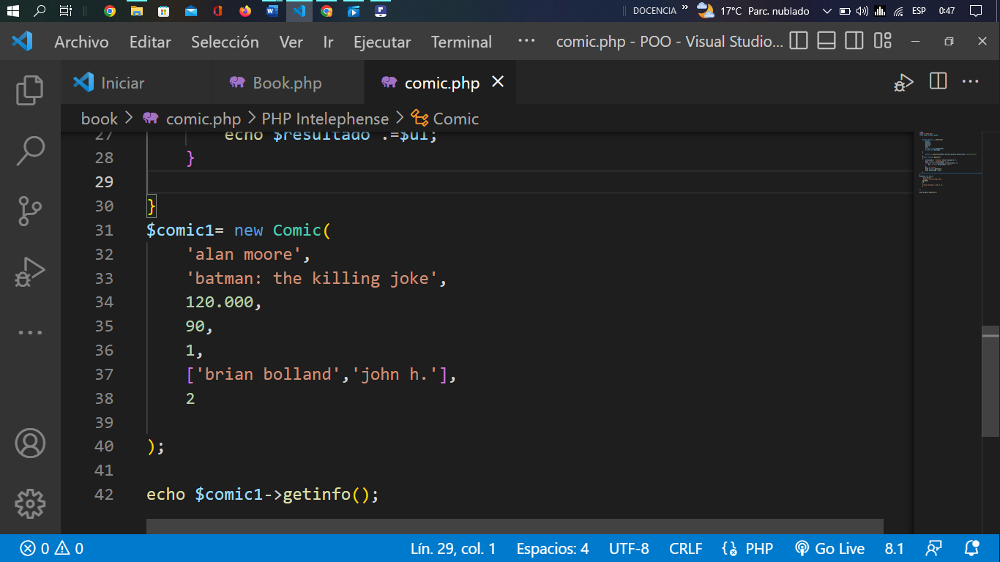 DOCENCIA » 17°C Parc. nublado ESP 0:47
Archivo Editar Selección Ver Ir Ejecutar Terminal ··· comic.php - POO - Visual Studio...
Iniciar Book.php comic.php
book > comic.php > PHP Intelephense > Comic
27 echo $resultado .=$ul;
28 }
29
30 }
31 $comic1= new Comic(
32 'alan moore',
33 'batman: the killing joke',
34 120.000,
35 90,
36 1,
37 ['brian bolland','john h.'],
38 2
39
40 );
41
42 echo $comic1->getinfo();
0 0 Lín. 29, col. 1 Espacios: 4 UTF-8 CRLF PHP Go Live 8.1